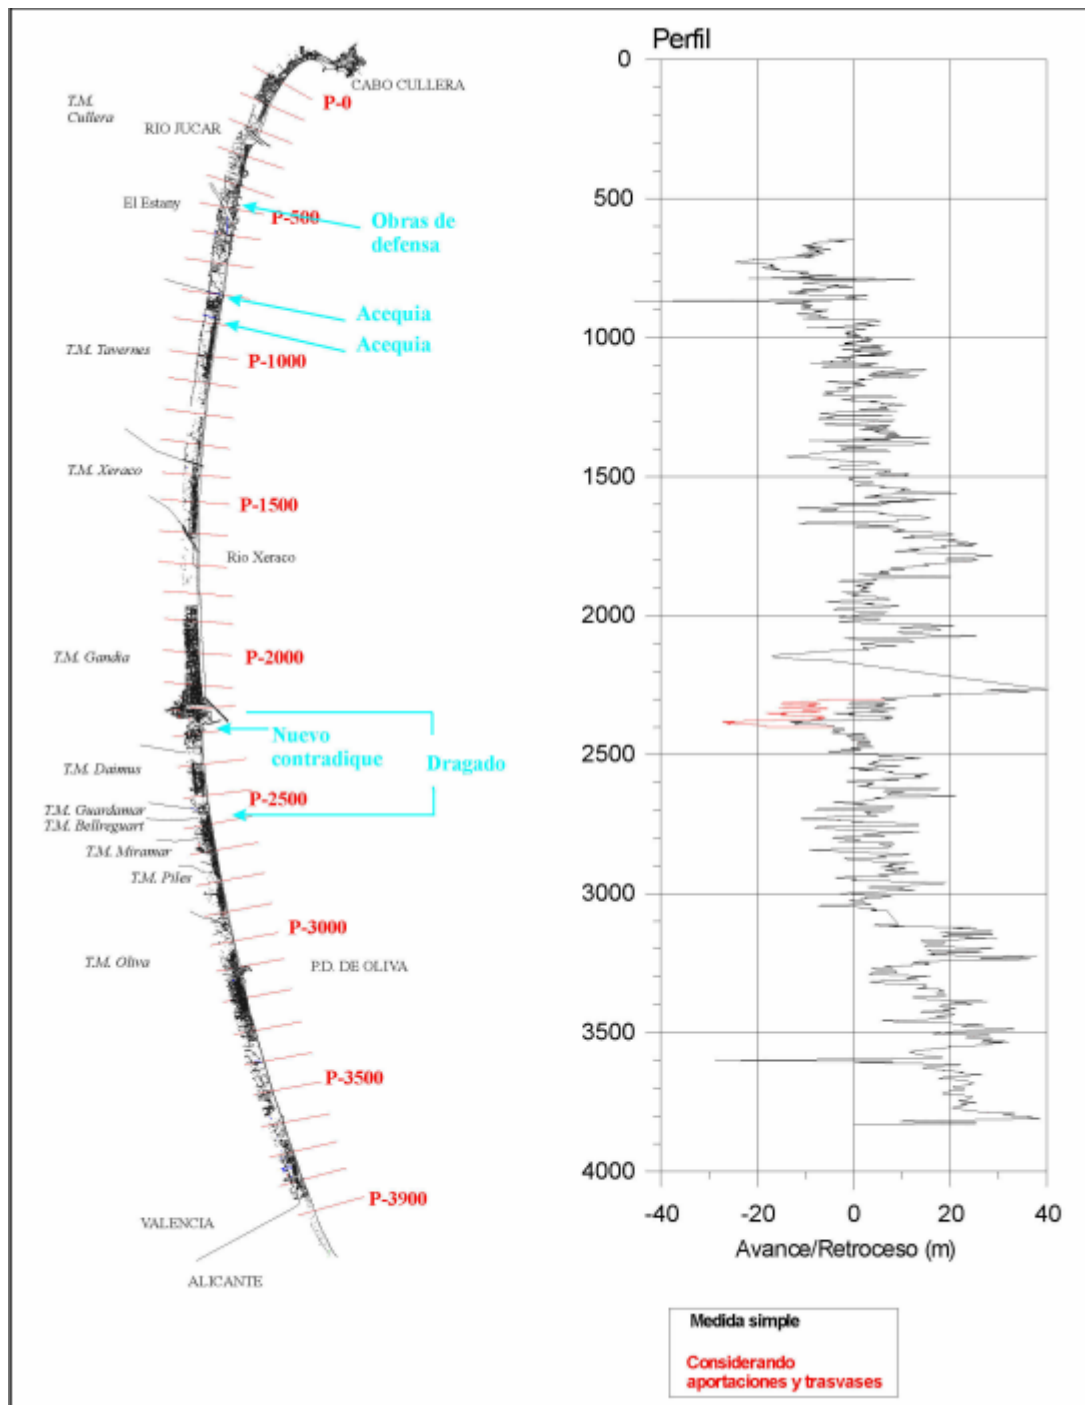 CABO CULLERA
P-0
T.M.
Cullera
RIO JUCAR
El Estany
P-500
Obras de
defensa
Acequia
Acequia
T.M. Tavernes
P-1000
T.M. Xeraco
P-1500
Rio Xeraco
T.M. Gandia
P-2000
Nuevo
contradique
Dragado
T.M. Daimus
P-2500
T.M. Guardamar
T.M. Bellreguart
T.M. Miramar
T.M. Piles
P-3000
T.M. Oliva
P.D. DE OLIVA
P-3500
P-3900
VALENCIA
ALICANTE
Perfil
0
500
1000
1500
2000
2500
3000
3500
4000
-40 -20 0 20 40
Avance/Retroceso (m)
Medida simple
Considerando
aportaciones y trasvases